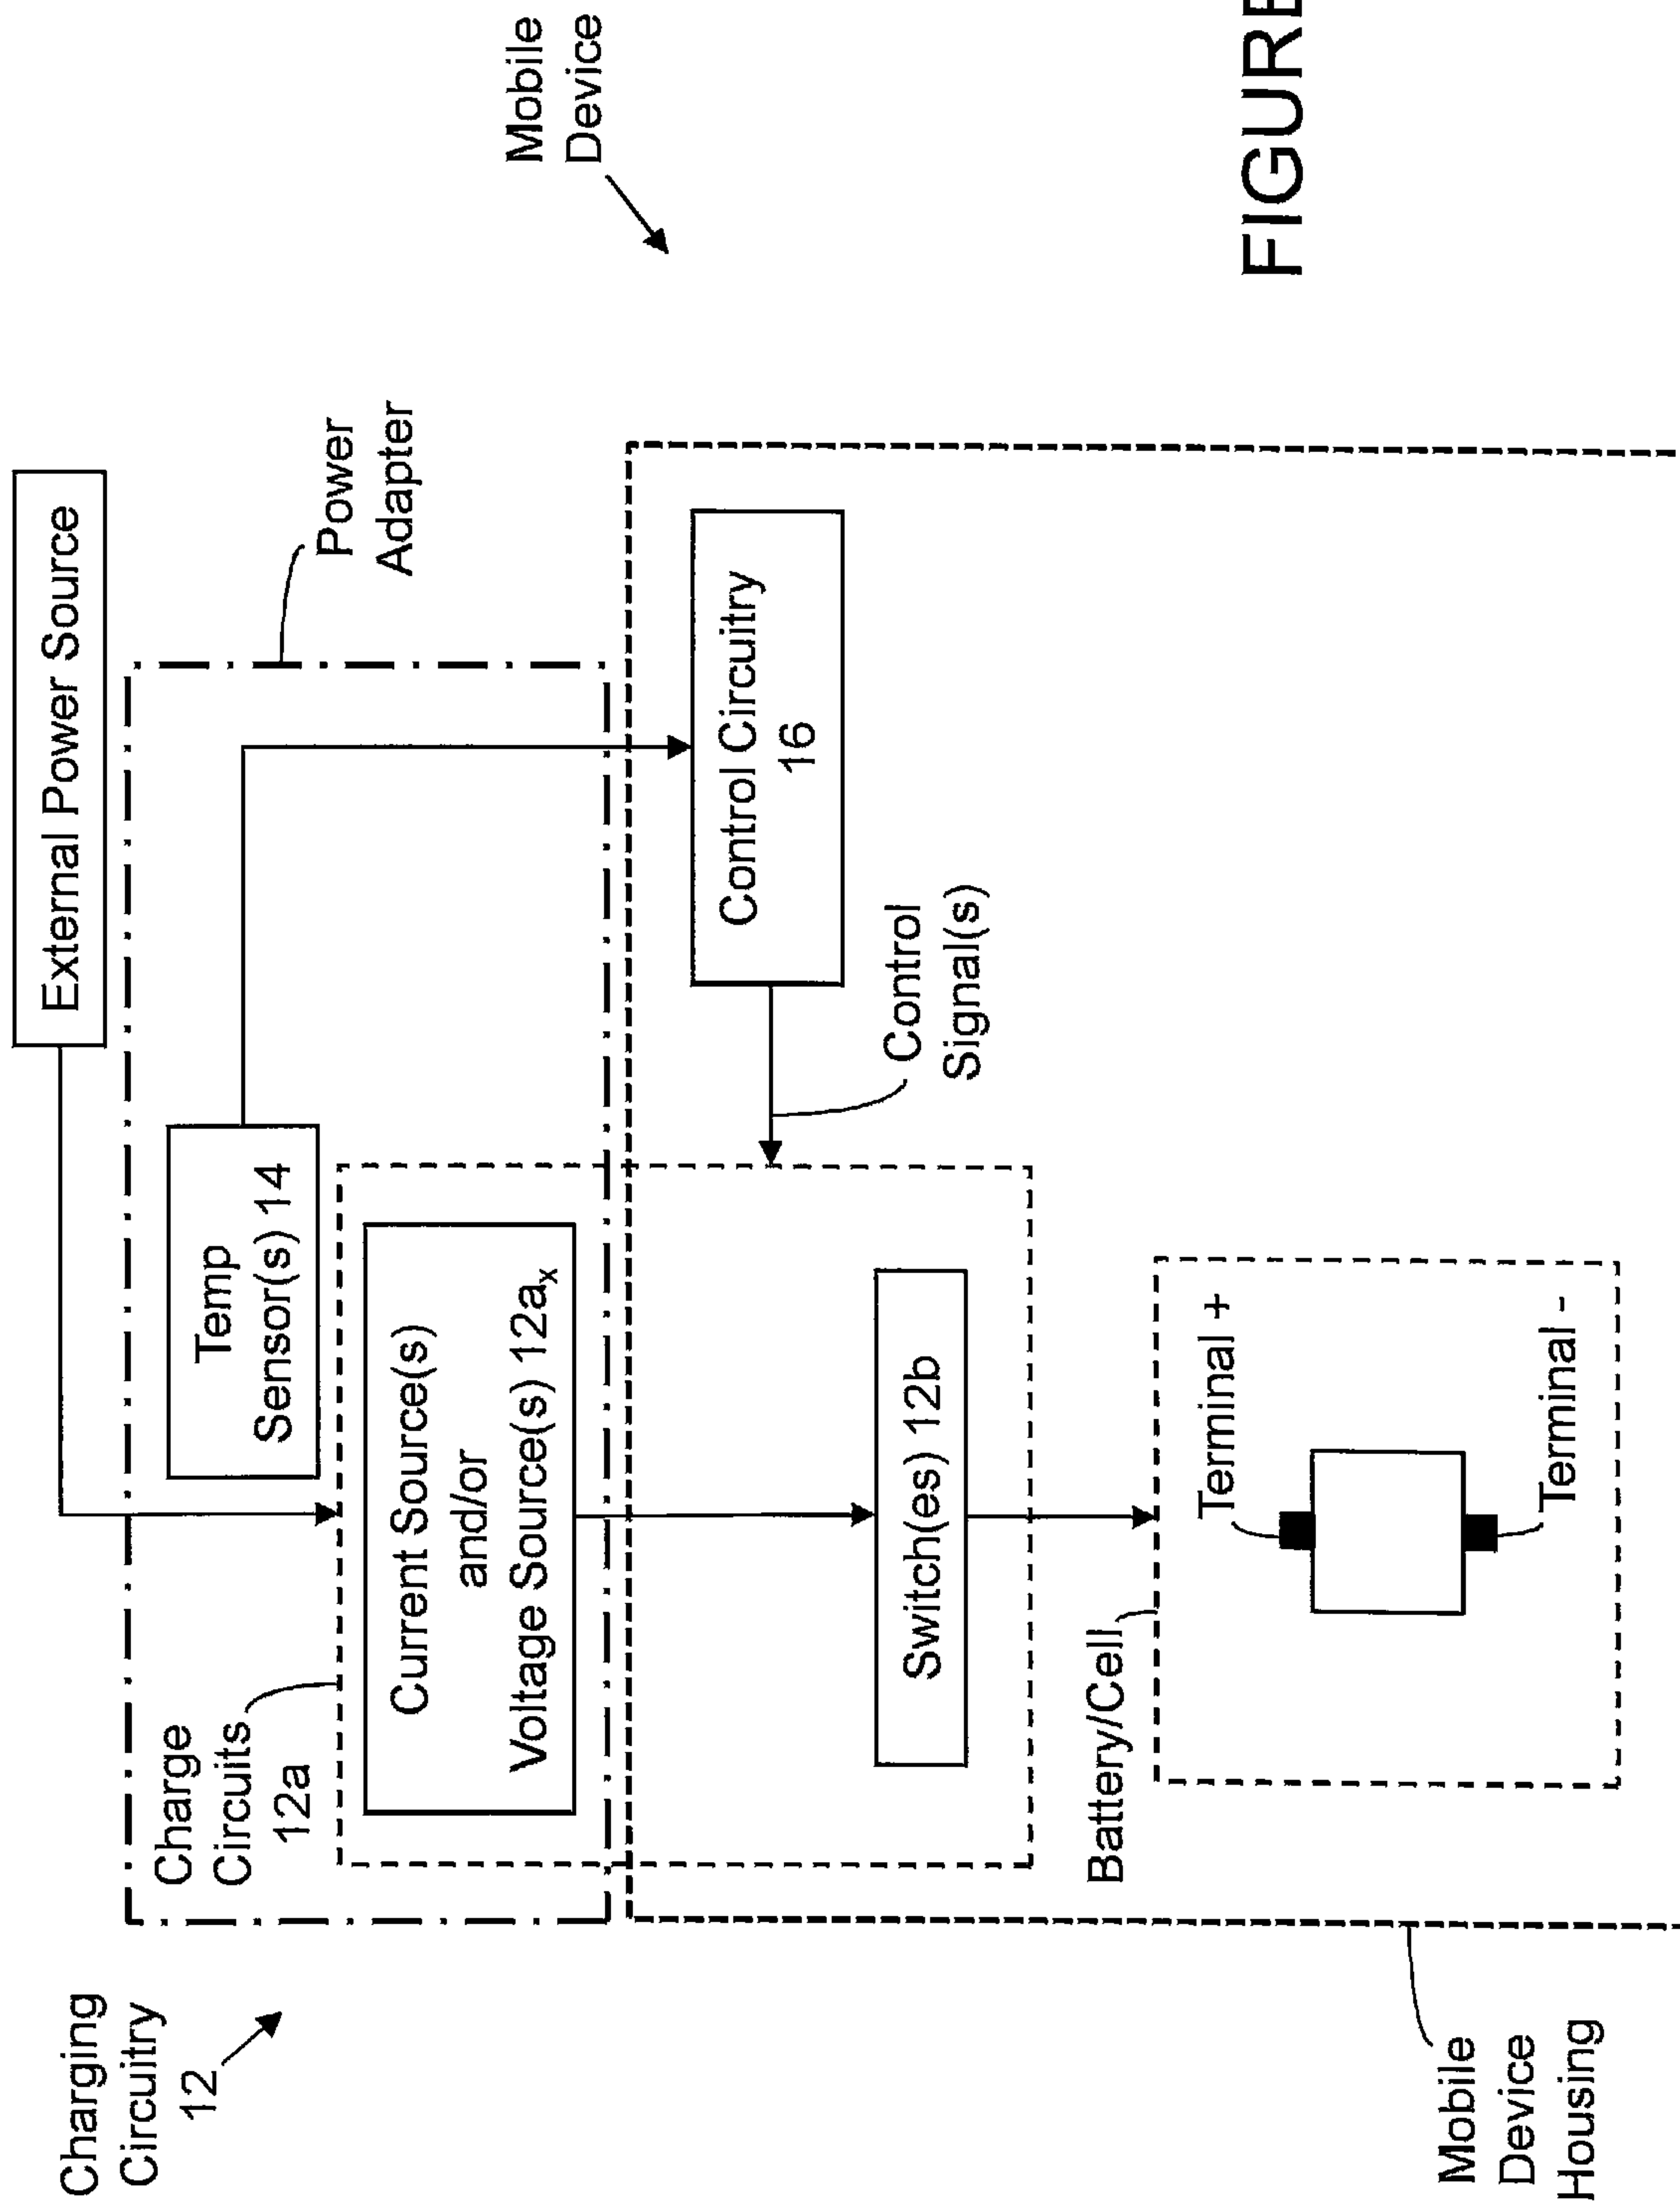 External Power Source
Charging
Circuitry
12
Charge
Circuits
12a
Temp
Sensor(s) 14
Power
Adapter
Current Source(s)
and/or
Voltage Source(s) 12aₓ
Mobile
Device
Control Circuitry
16
Control
Signal(s)
Switch(es) 12b
Battery/Cell
Terminal +
Terminal -
Mobile
Device
Housing
FIGURE